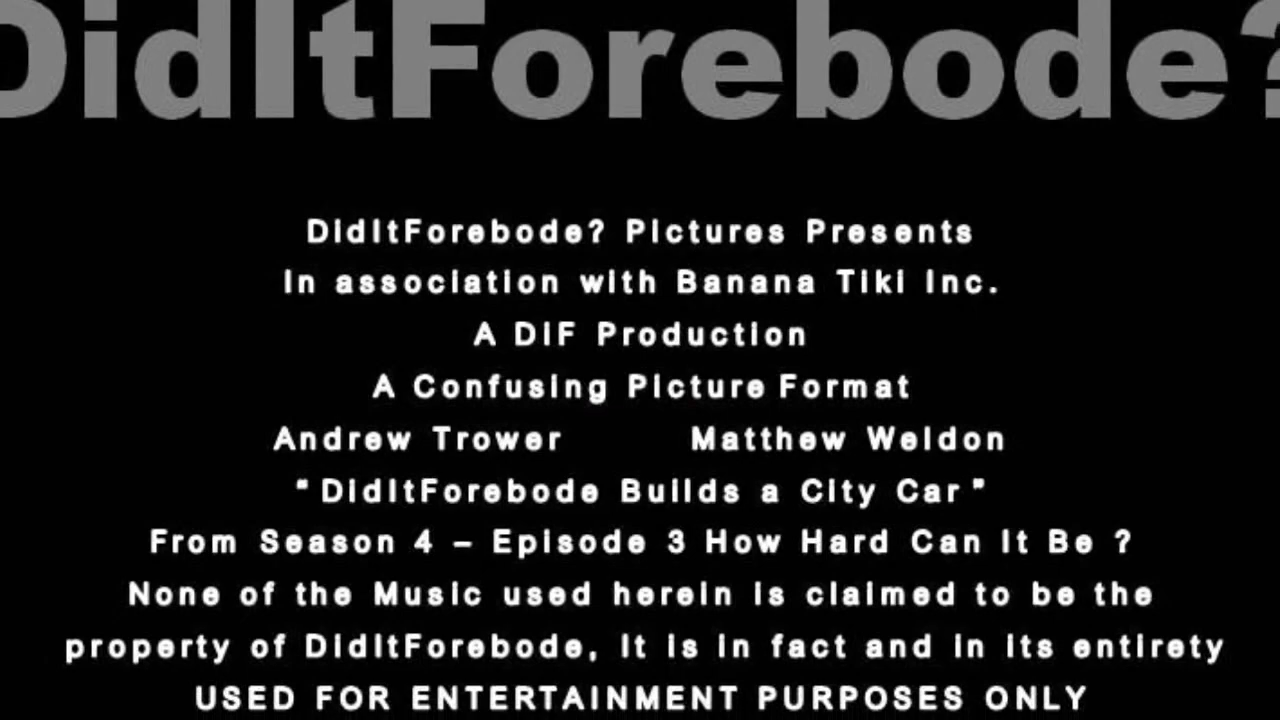 DidItForebode?
DidItForebode? Pictures Presents
In association with Banana Tiki Inc.
A DIF Production
A Confusing Picture Format
Andrew Trower Matthew Weldon
"DidItForebode Builds a City Car"
From Season 4 – Episode 3 How Hard Can It Be ?
None of the Music used herein is claimed to be the
property of DidItForebode, It is in fact and in its entirety
USED FOR ENTERTAINMENT PURPOSES ONLY